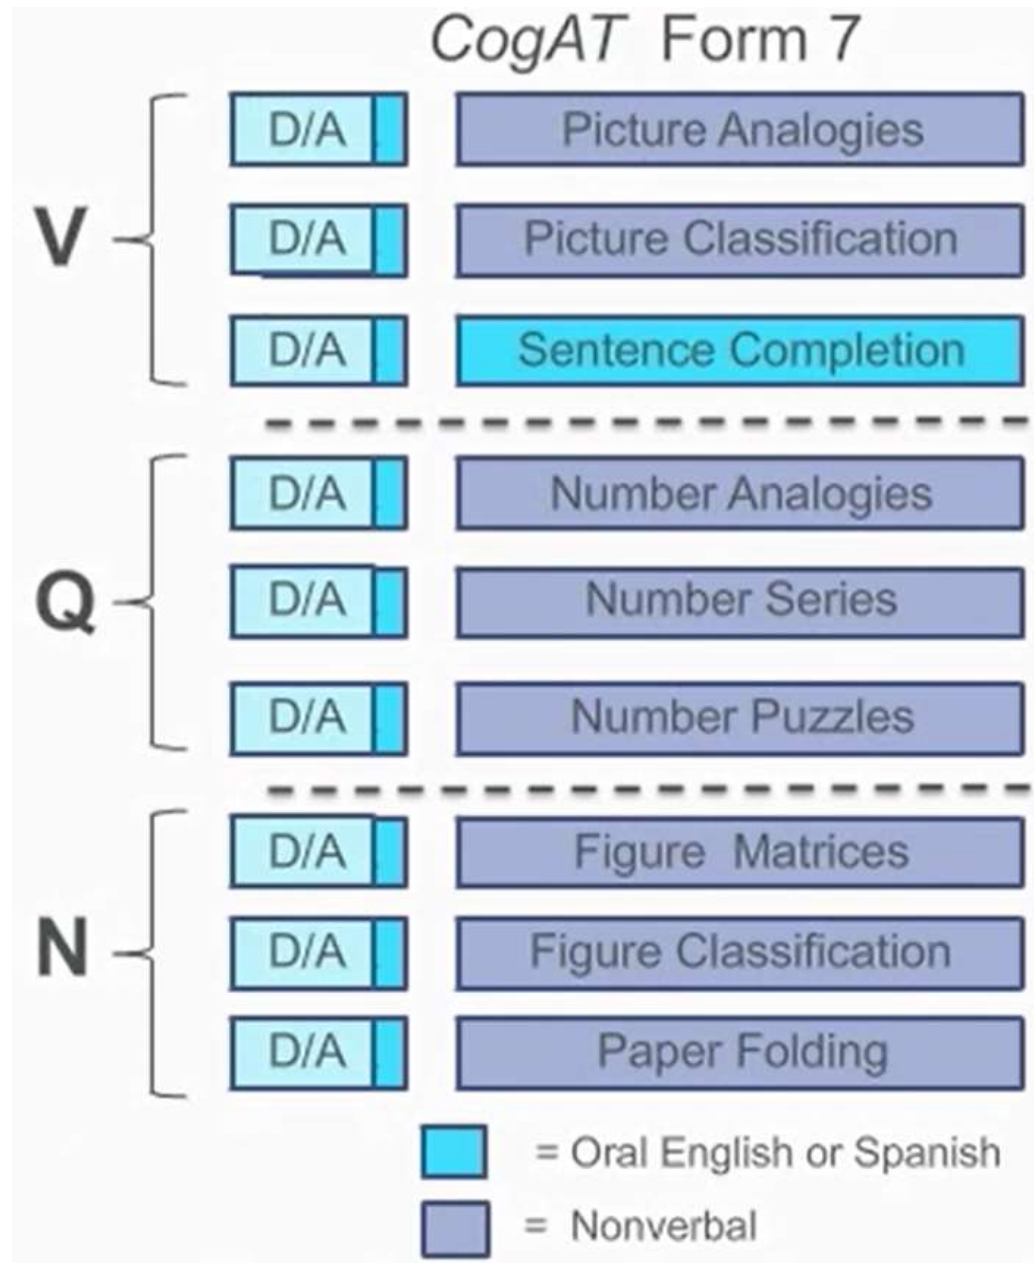 CogAT Form 7
V
D/A Picture Analogies
D/A Picture Classification
D/A Sentence Completion
Q
D/A Number Analogies
D/A Number Series
D/A Number Puzzles
N
D/A Figure Matrices
D/A Figure Classification
D/A Paper Folding
= Oral English or Spanish
= Nonverbal